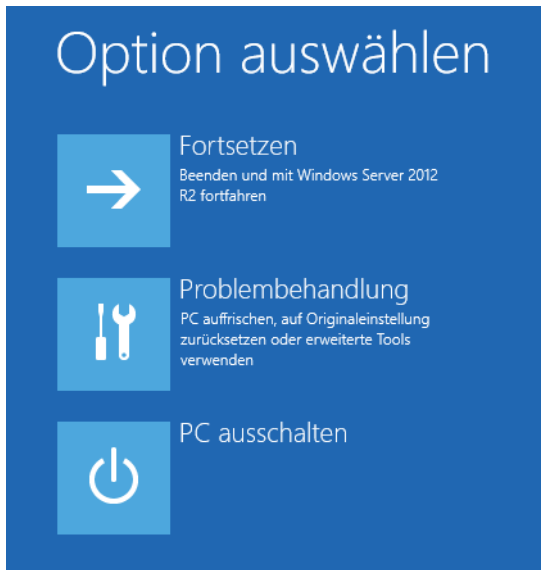 Option auswählen
Fortsetzen
Beenden und mit Windows Server 2012
R2 fortfahren
Problembehandlung
PC auffrischen, auf Originaleinstellung
zurücksetzen oder erweiterte Tools
verwenden
PC ausschalten